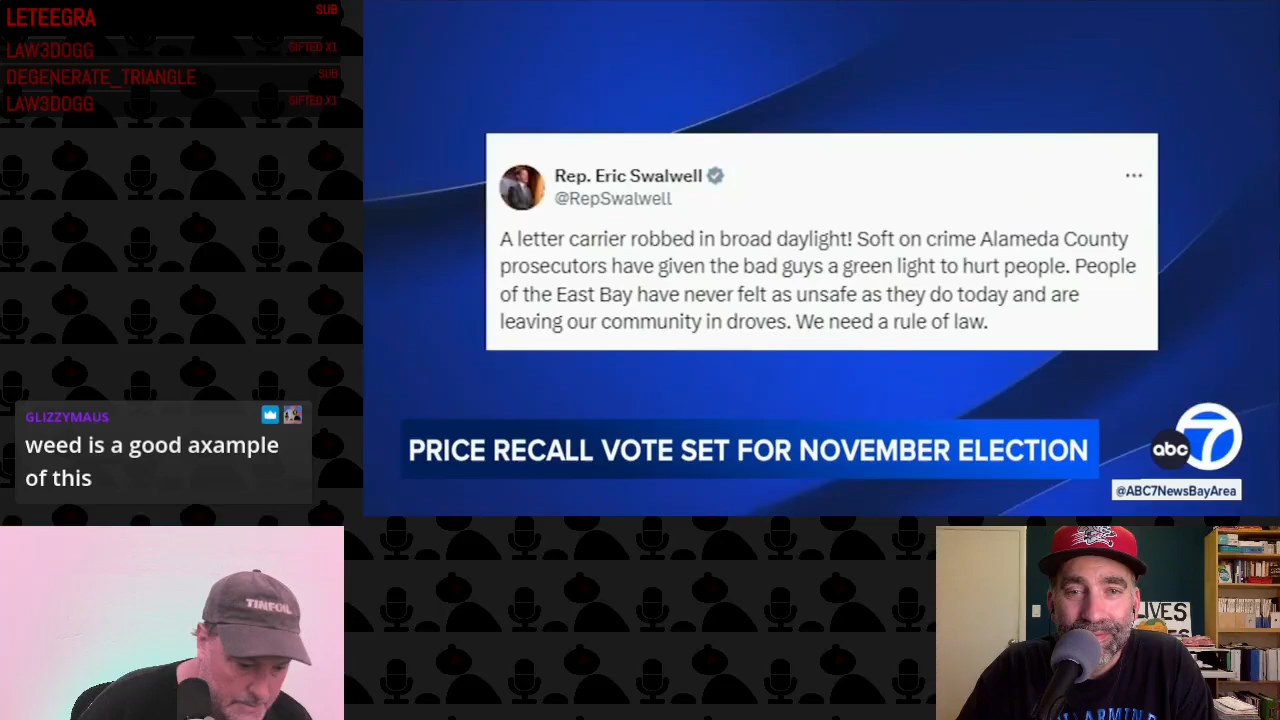 LETEEGRA
SUB
LAW3DOGG
GIFTED X1
DEGENERATE_TRIANGLE
SUB
LAW3DOGG
GIFTED X1
Rep. Eric Swalwell
@RepSwalwell
A letter carrier robbed in broad daylight! Soft on crime Alameda County
prosecutors have given the bad guys a green light to hurt people. People
of the East Bay have never felt as unsafe as they do today and are
leaving our community in droves. We need a rule of law.
GLIZZYMAUS
weed is a good axample
of this
PRICE RECALL VOTE SET FOR NOVEMBER ELECTION
abc 7
@ABC7NewsBayArea
TINFOIL
LIVES